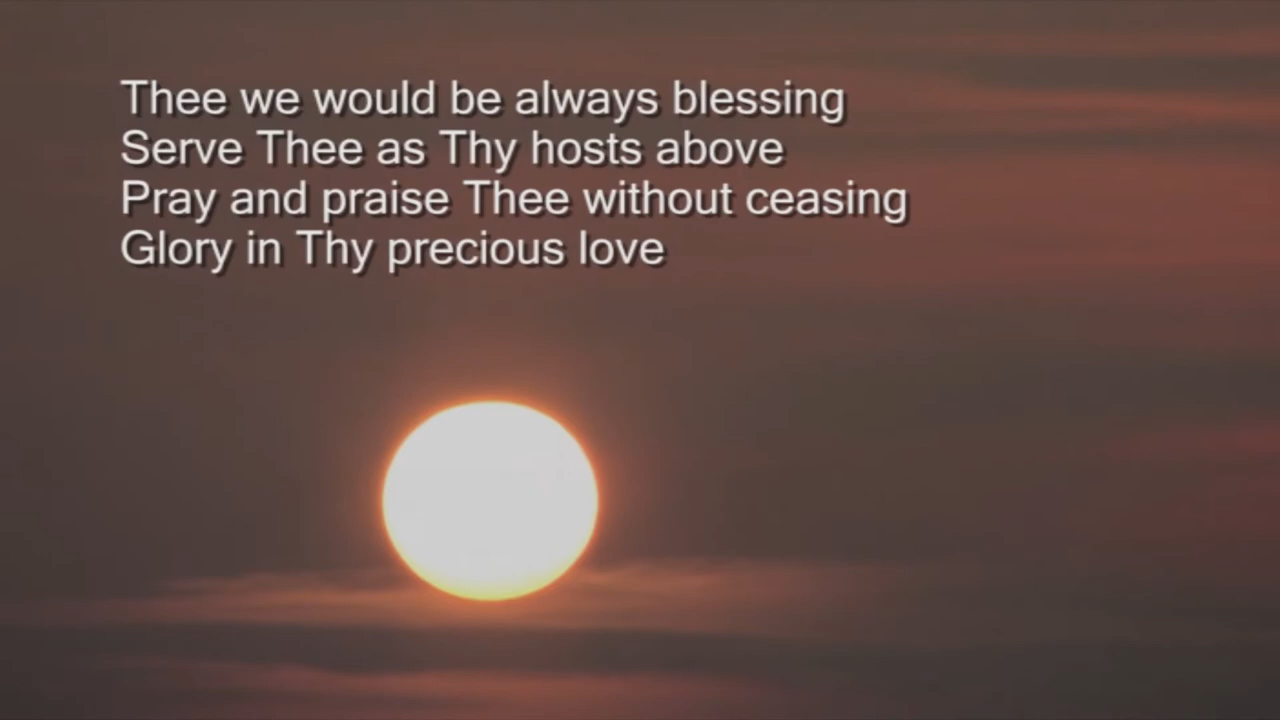 Thee we would be always blessing
Serve Thee as Thy hosts above
Pray and praise Thee without ceasing
Glory in Thy precious love